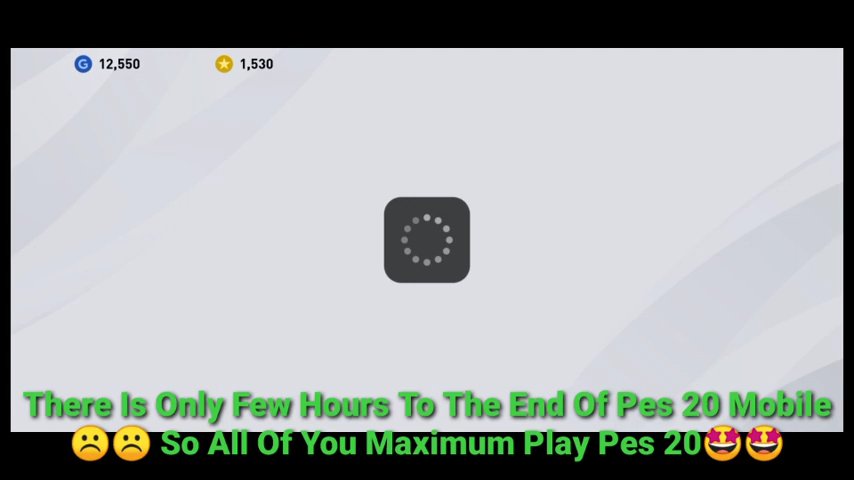 G 12,550 1,530
There Is Only Few Hours To The End Of Pes 20 Mobile
☹️☹️ So All Of You Maximum Play Pes 20🤩🤩